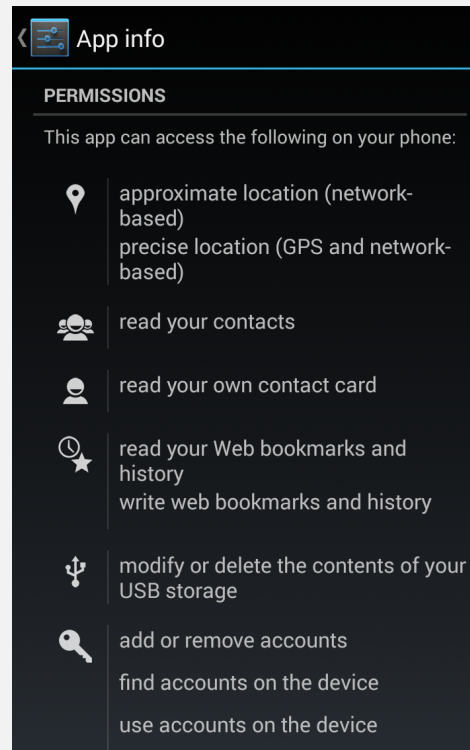 App info
PERMISSIONS
This app can access the following on your phone:
approximate location (network-
based)
precise location (GPS and network-
based)
read your contacts
read your own contact card
read your Web bookmarks and
history
write web bookmarks and history
modify or delete the contents of your
USB storage
add or remove accounts
find accounts on the device
use accounts on the device